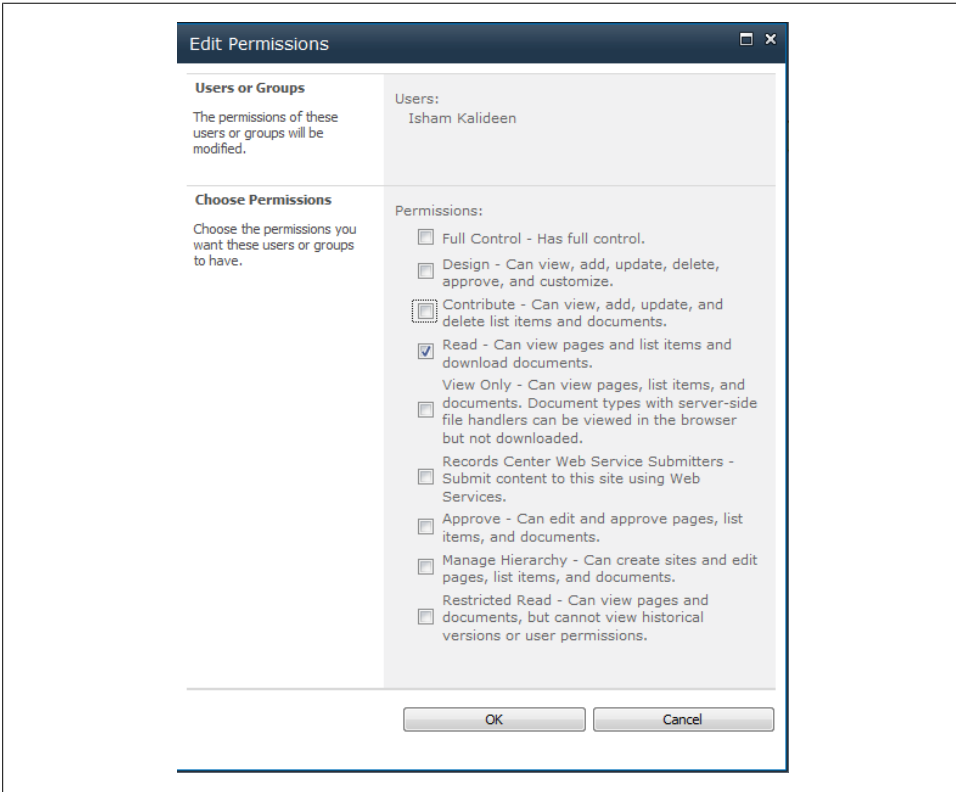 Edit Permissions
Users or Groups
The permissions of these
users or groups will be
modified.
Users:
Isham Kalideen
Choose Permissions
Choose the permissions you
want these users or groups
to have.
Permissions:
Full Control - Has full control.
Design - Can view, add, update, delete,
approve, and customize.
Contribute - Can view, add, update, and
delete list items and documents.
Read - Can view pages and list items and
download documents.
View Only - Can view pages, list items, and
documents. Document types with server-side
file handlers can be viewed in the browser
but not downloaded.
Records Center Web Service Submitters -
Submit content to this site using Web
Services.
Approve - Can edit and approve pages, list
items, and documents.
Manage Hierarchy - Can create sites and edit
pages, list items, and documents.
Restricted Read - Can view pages and
documents, but cannot view historical
versions or user permissions.
OK
Cancel